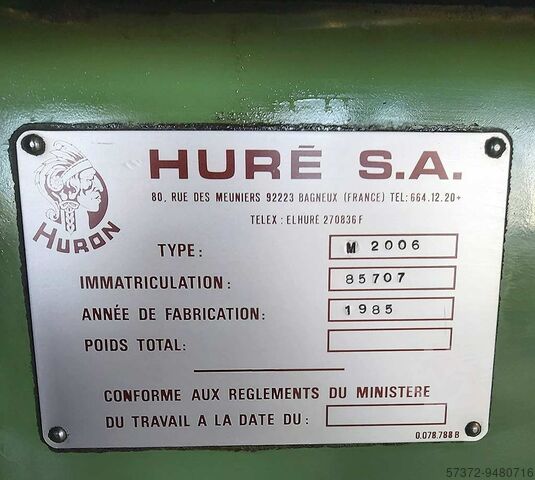 HURÉ S.A.
80, RUE DES MEUNIERS 92223 BAGNEUX (FRANCE) TEL: 664.12.20+
TELEX : ELHURÉ 270836 F
HURON
TYPE: M 2006
IMMATRICULATION: 85707
ANNÉE DE FABRICATION: 1985
POIDS TOTAL:
CONFORME AUX REGLEMENTS DU MINISTERE
DU TRAVAIL A LA DATE DU:
0.078.788 B
57372-9480716